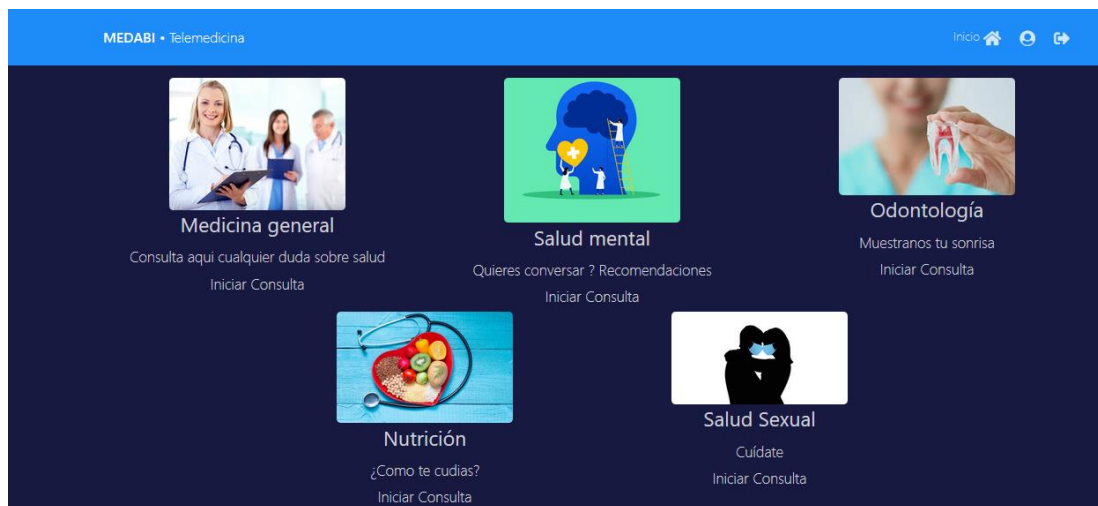 MEDABI • Telemedicina
Inicio
Medicina general
Consulta aqui cualquier duda sobre salud
Iniciar Consulta
Salud mental
Quieres conversar ? Recomendaciones
Iniciar Consulta
Odontología
Muestranos tu sonrisa
Iniciar Consulta
Nutrición
¿Como te cudias?
Iniciar Consulta
Salud Sexual
Cuídate
Iniciar Consulta